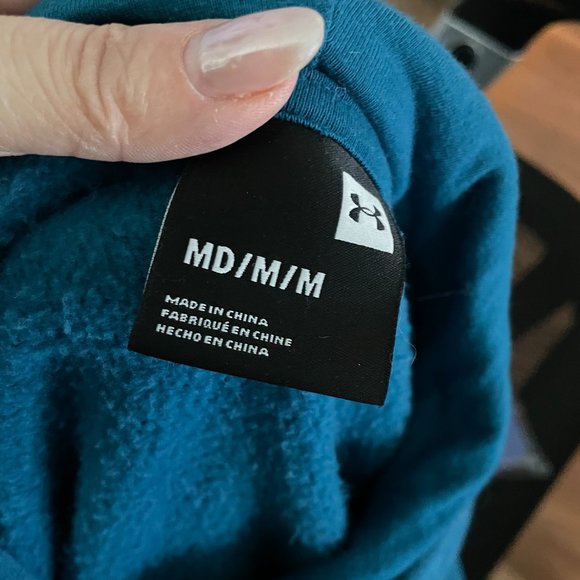 MD/M/M
MADE IN CHINA
FABRIQUÉ EN CHINE
HECHO EN CHINA